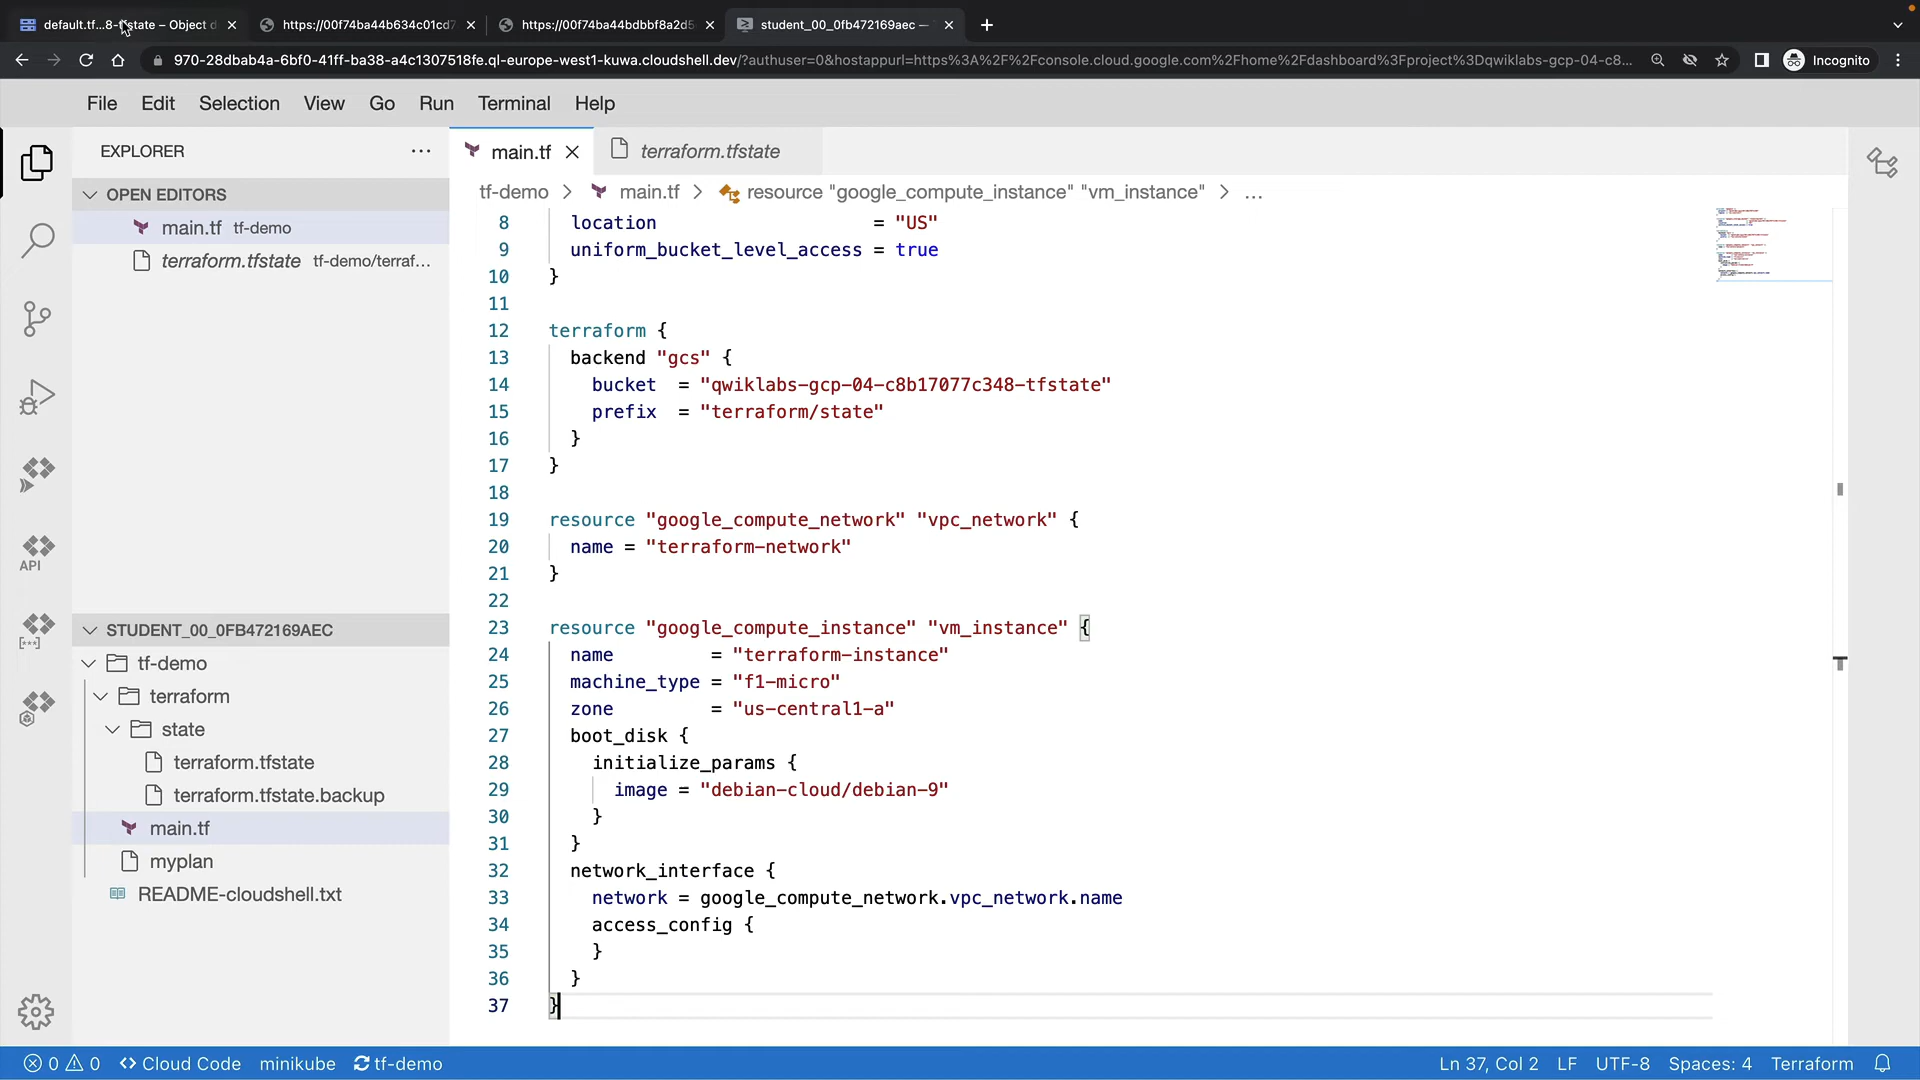 default.tf...8-tfstate – Object d
https://00f74ba44b634c01cd7
https://00f74ba44bdbbf8a2d5
student_00_0fb472169aec —
970-28dbab4a-6bf0-41ff-ba38-a4c1307518fe.ql-europe-west1-kuwa.cloudshell.dev/?authuser=0&hostappurl=https%3A%2F%2Fconsole.cloud.google.com%2Fhome%2Fdashboard%3Fproject%3Dqwiklabs-gcp-04-c8...
Incognito
File Edit Selection View Go Run Terminal Help
EXPLORER
OPEN EDITORS
main.tf tf-demo
terraform.tfstate tf-demo/terraf...
API
STUDENT_00_0FB472169AEC
tf-demo
terraform
state
terraform.tfstate
terraform.tfstate.backup
main.tf
myplan
README-cloudshell.txt
main.tf
terraform.tfstate
tf-demo > main.tf > resource "google_compute_instance" "vm_instance" > ...
8 location = "US"
9 uniform_bucket_level_access = true
10 }
11
12 terraform {
13 backend "gcs" {
14 bucket = "qwiklabs-gcp-04-c8b17077c348-tfstate"
15 prefix = "terraform/state"
16 }
17 }
18
19 resource "google_compute_network" "vpc_network" {
20 name = "terraform-network"
21 }
22
23 resource "google_compute_instance" "vm_instance" {
24 name = "terraform-instance"
25 machine_type = "f1-micro"
26 zone = "us-central1-a"
27 boot_disk {
28 initialize_params {
29 image = "debian-cloud/debian-9"
30 }
31 }
32 network_interface {
33 network = google_compute_network.vpc_network.name
34 access_config {
35 }
36 }
37 }
0 0 Cloud Code minikube tf-demo
Ln 37, Col 2 LF UTF-8 Spaces: 4 Terraform